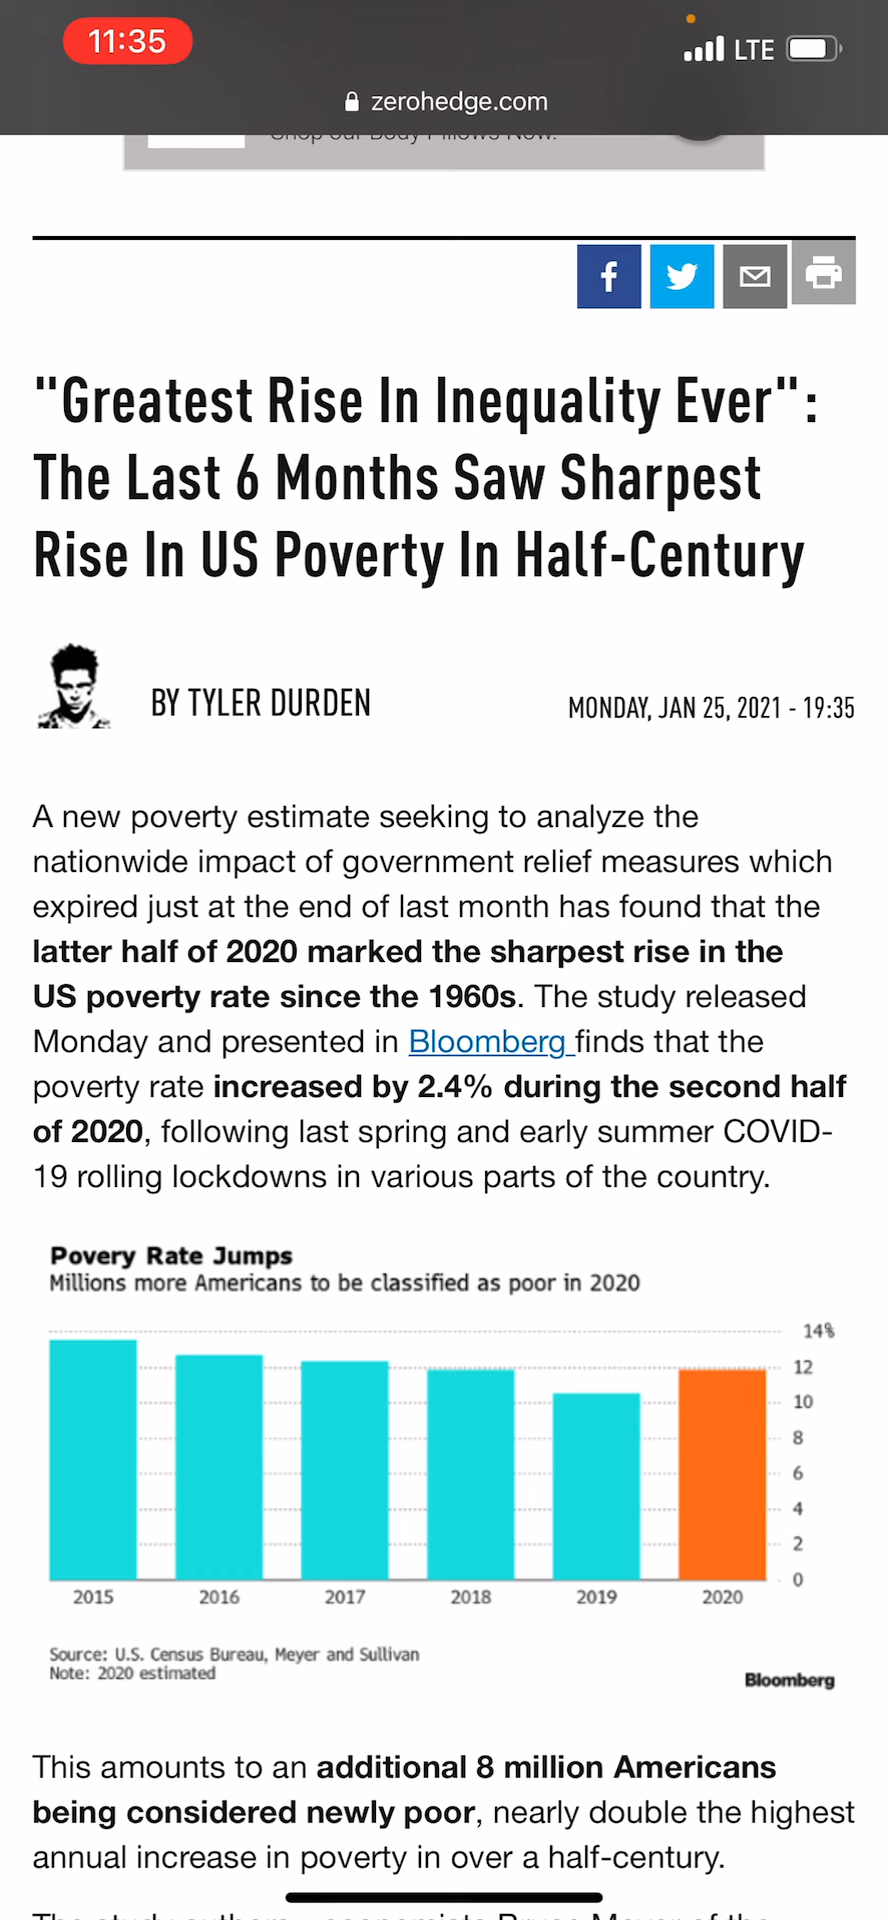 11:35
LTE
zerohedge.com
Shop our Body Pillows Now.
"Greatest Rise In Inequality Ever":
The Last 6 Months Saw Sharpest
Rise In US Poverty In Half-Century
BY TYLER DURDEN
MONDAY, JAN 25, 2021 - 19:35
A new poverty estimate seeking to analyze the
nationwide impact of government relief measures which
expired just at the end of last month has found that the
latter half of 2020 marked the sharpest rise in the
US poverty rate since the 1960s. The study released
Monday and presented in Bloomberg finds that the
poverty rate increased by 2.4% during the second half
of 2020, following last spring and early summer COVID-
19 rolling lockdowns in various parts of the country.
Povery Rate Jumps
Millions more Americans to be classified as poor in 2020
14%
12
10
8
6
4
2
0
2015 2016 2017 2018 2019 2020
Source: U.S. Census Bureau, Meyer and Sullivan
Note: 2020 estimated
Bloomberg
This amounts to an additional 8 million Americans
being considered newly poor, nearly double the highest
annual increase in poverty in over a half-century.